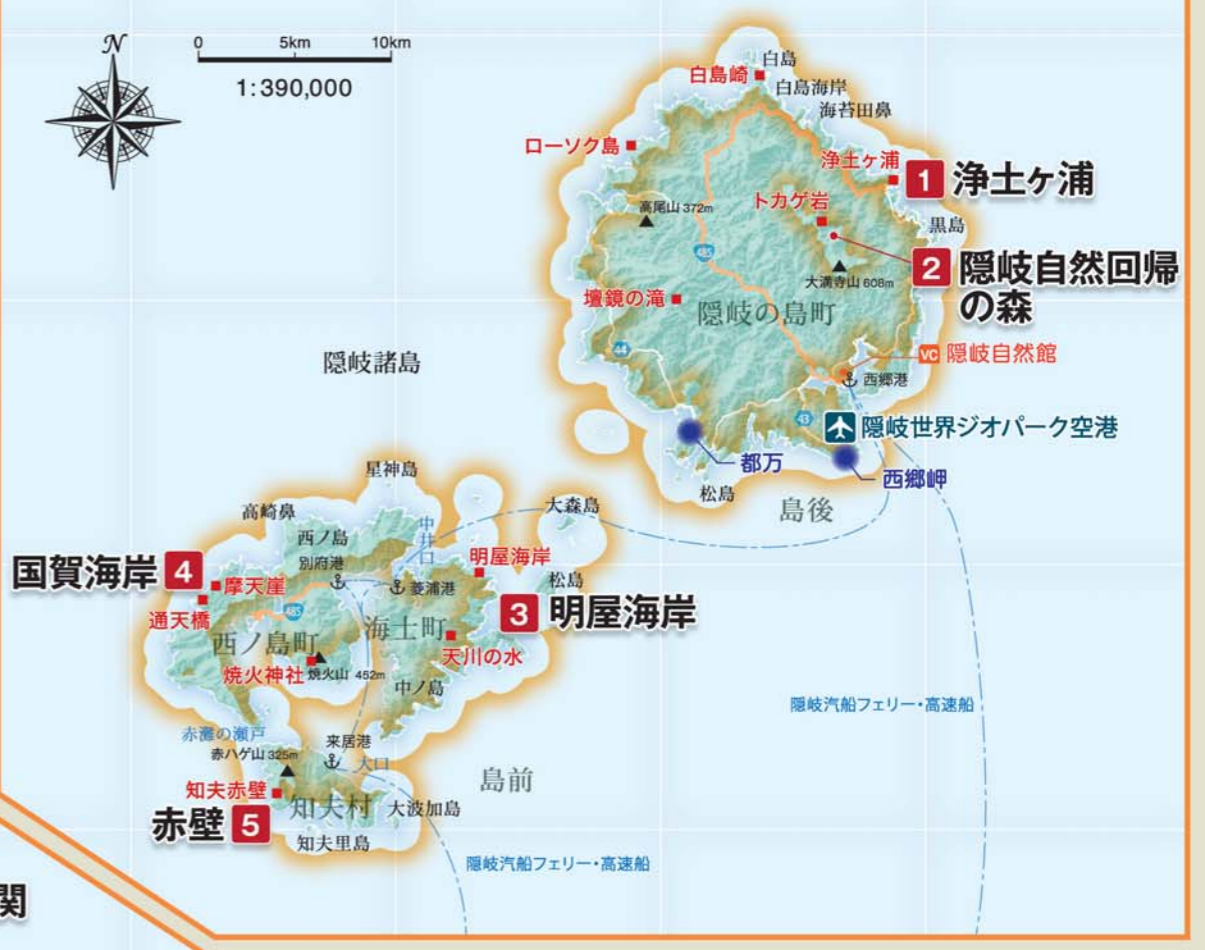 N
0 5km 10km
1:390,000
白島
白島崎
白島海岸
海苔田鼻
ローソク島
浄土ヶ浦
1 浄土ヶ浦
トカゲ岩
高尾山 372m
黒島
485
2 隠岐自然回帰
の森
大満寺山 608m
壇鏡の滝
隠岐の島町
44
VC 隠岐自然館
隠岐諸島
西郷港
43
隠岐世界ジオパーク空港
都万
西郷岬
松島
島後
星神島
高崎鼻
大森島
中井口
西ノ島
別府港
明屋海岸
国賀海岸 4
摩天崖
菱浦港
松島
通天橋
485
3 明屋海岸
西ノ島町
海士町
天川の水
焼火神社
焼火山 452m
中ノ島
隠岐汽船フェリー・高速船
赤灘の瀬戸
来居港
赤ハゲ山 325m
大口
島前
知夫赤壁
知夫村
大波加島
赤壁 5
知夫里島
隠岐汽船フェリー・高速船
関